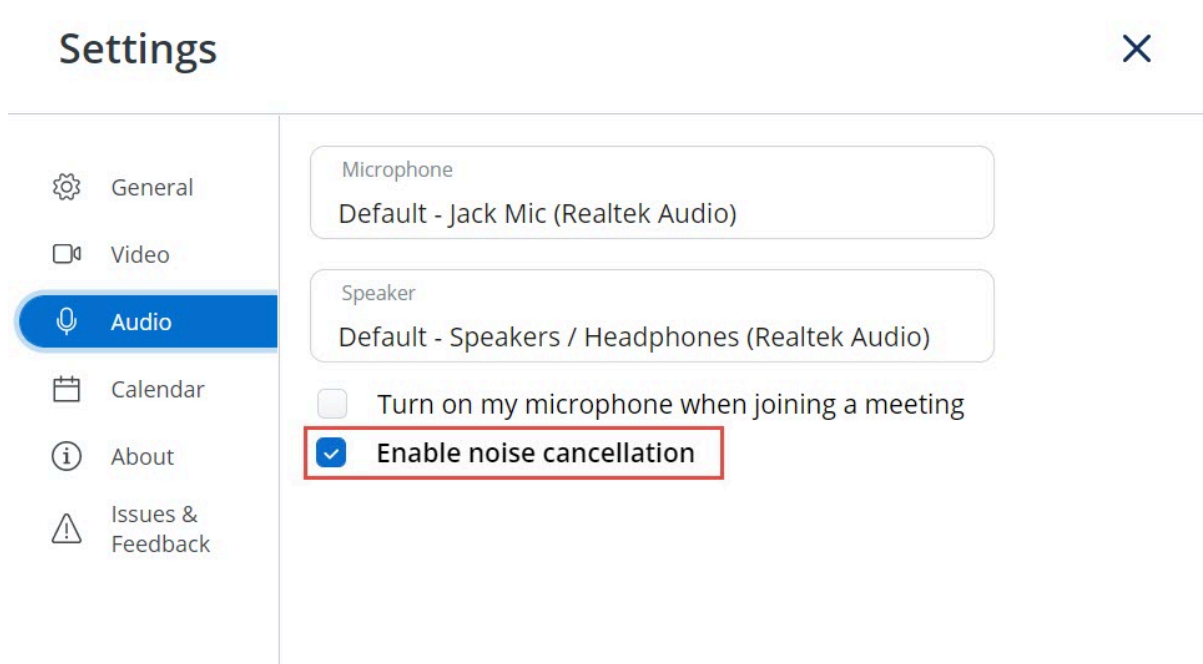 Settings
General
Video
Audio
Calendar
About
Issues &
Feedback
Microphone
Default - Jack Mic (Realtek Audio)
Speaker
Default - Speakers / Headphones (Realtek Audio)
Turn on my microphone when joining a meeting
Enable noise cancellation